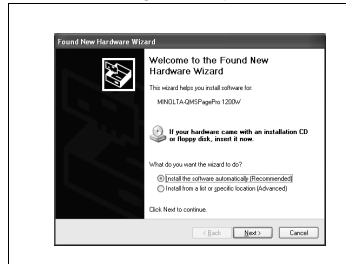 Found New Hardware Wizard
Welcome to the Found New
Hardware Wizard
This wizard helps you install software for:
MINOLTA-QMSPagePro 1200W
If your hardware came with an installation CD
or floppy disk, insert it now.
What do you want the wizard to do?
Install the software automatically (Recommended)
Install from a list or specific location (Advanced)
Click Next to continue.
< Back
Next >
Cancel